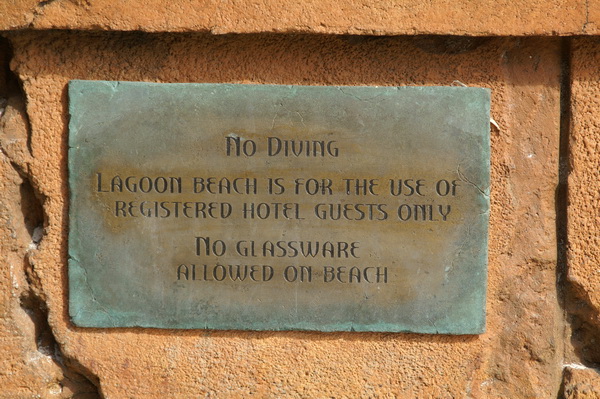 No Diving
Lagoon beach is for the use of
registered hotel guests only
No glassware
allowed on beach